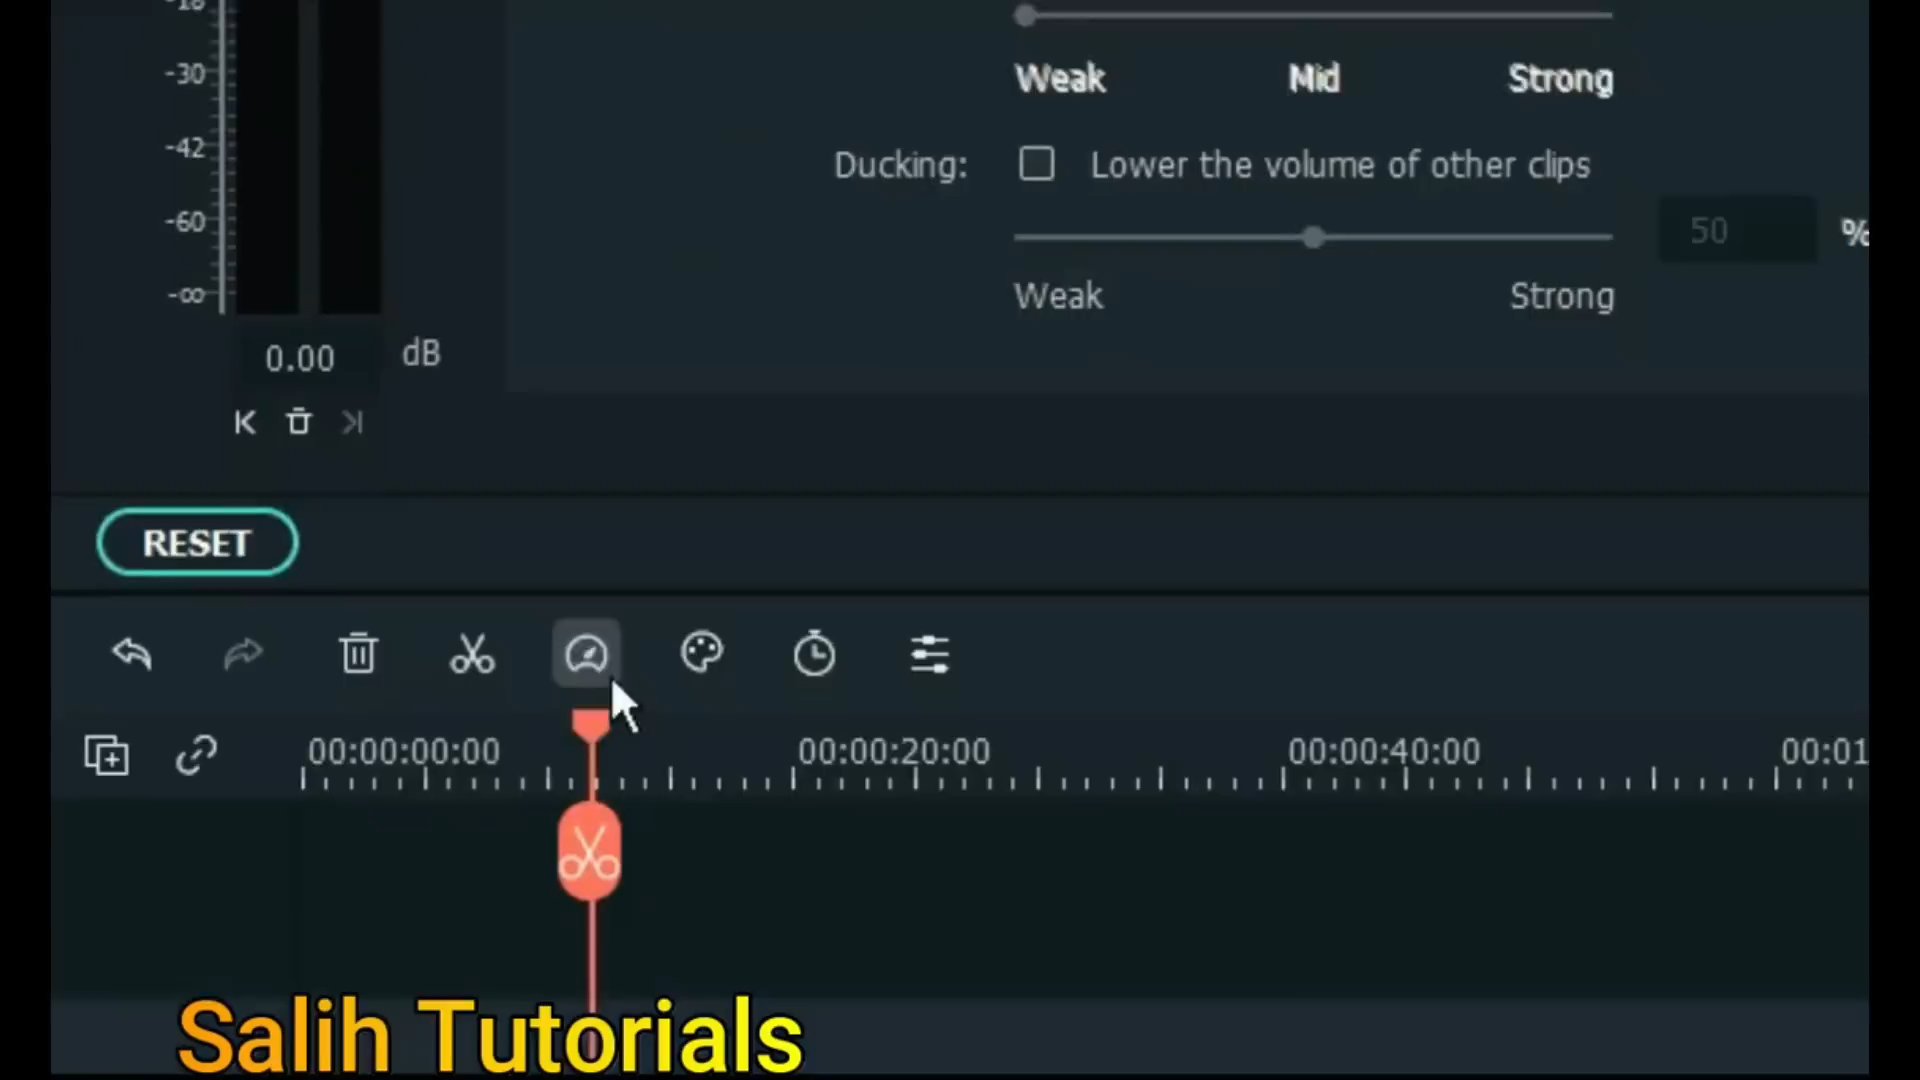 -18
-30
-42
-60
-∞
0.00 dB
Weak Mid Strong
Ducking: Lower the volume of other clips
50 %
Weak Strong
RESET
00:00:00:00 00:00:20:00 00:00:40:00 00:01
Salih Tutorials